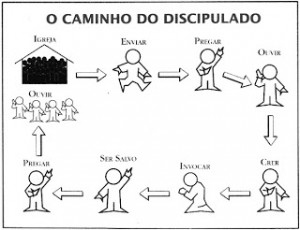 O CAMINHO DO DISCIPULADO
IGREJA
ENVIAR
PREGAR
OUVIR
OUVIR
CRER
INVOCAR
SER SALVO
PREGAR